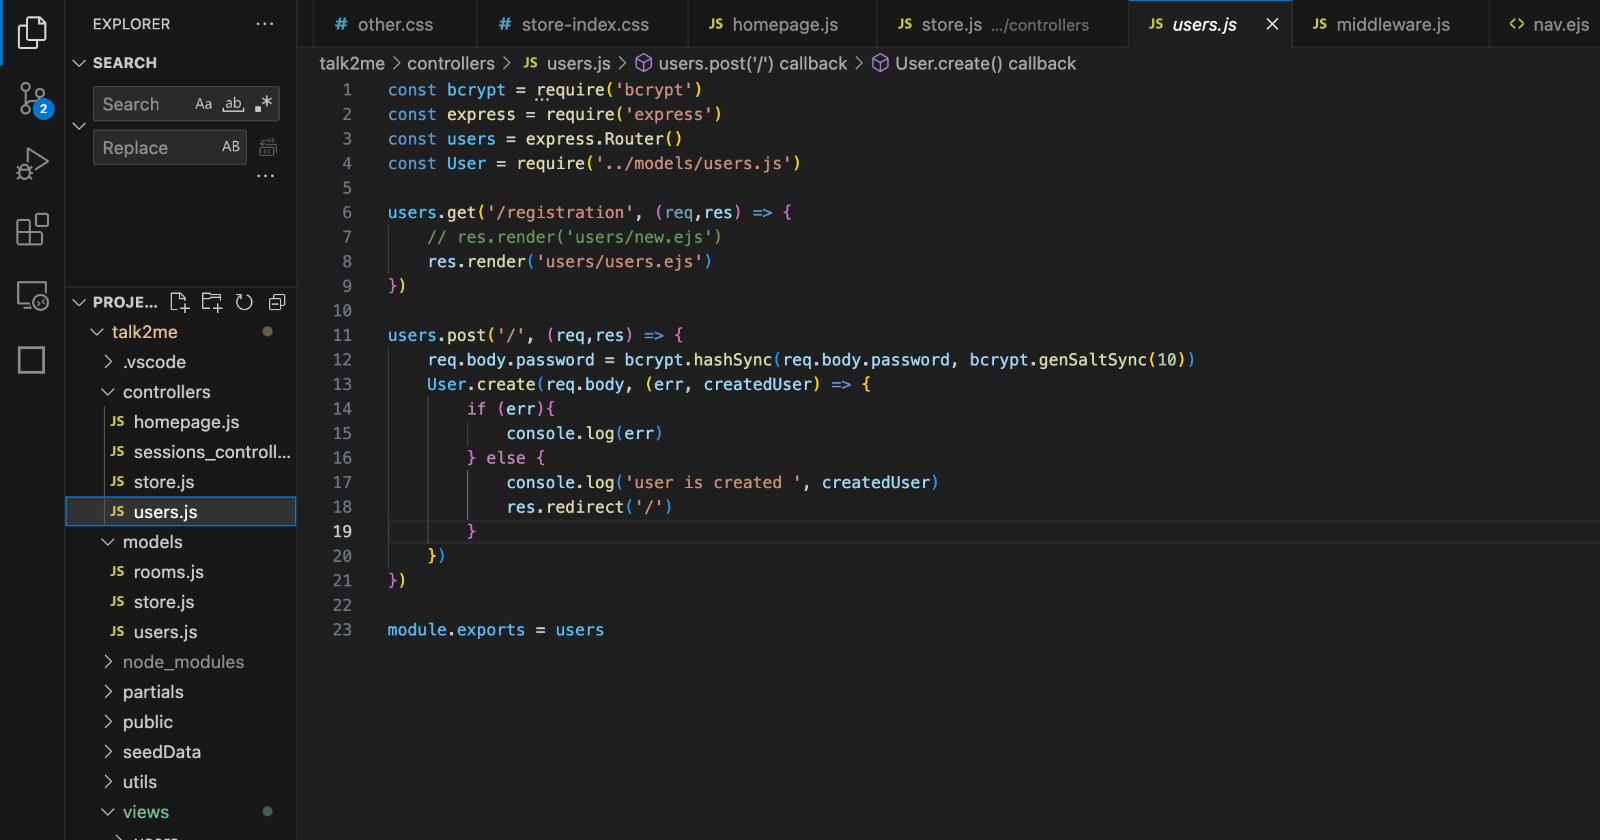 EXPLORER ...
SEARCH
Search Aa ab .*
Replace AB
...
2
PROJE...
talk2me
.vscode
controllers
JS homepage.js
JS sessions_controll...
JS store.js
JS users.js
models
JS rooms.js
JS store.js
JS users.js
node_modules
partials
public
seedData
utils
views
users
# other.css # store-index.css JS homepage.js JS store.js .../controllers JS users.js JS middleware.js <> nav.ejs
talk2me > controllers > JS users.js > users.post('/') callback > User.create() callback
1 const bcrypt = require('bcrypt')
2 const express = require('express')
3 const users = express.Router()
4 const User = require('../models/users.js')
5
6 users.get('/registration', (req,res) => {
7 // res.render('users/new.ejs')
8 res.render('users/users.ejs')
9 })
10
11 users.post('/', (req,res) => {
12 req.body.password = bcrypt.hashSync(req.body.password, bcrypt.genSaltSync(10))
13 User.create(req.body, (err, createdUser) => {
14 if (err){
15 console.log(err)
16 } else {
17 console.log('user is created ', createdUser)
18 res.redirect('/')
19 }
20 })
21 })
22
23 module.exports = users